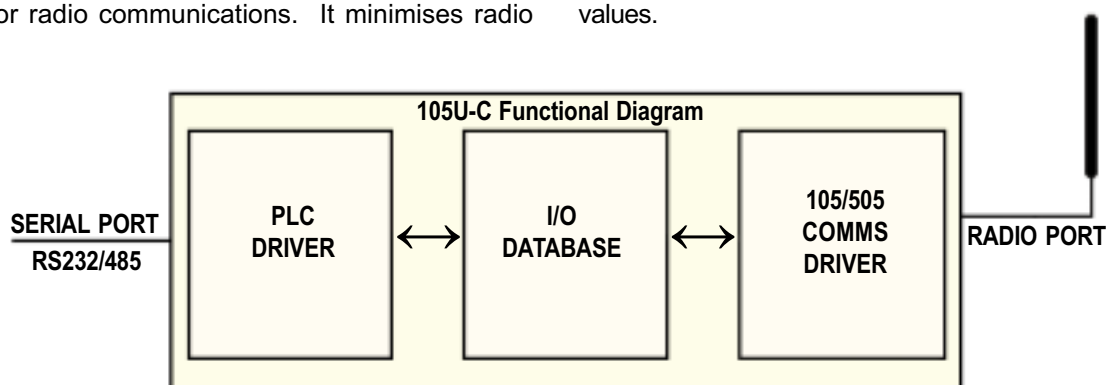 or radio communications. It minimises radio values.
105U-C Functional Diagram
SERIAL PORT
RS232/485
PLC
DRIVER
I/O
DATABASE
105/505
COMMS
DRIVER
RADIO PORT